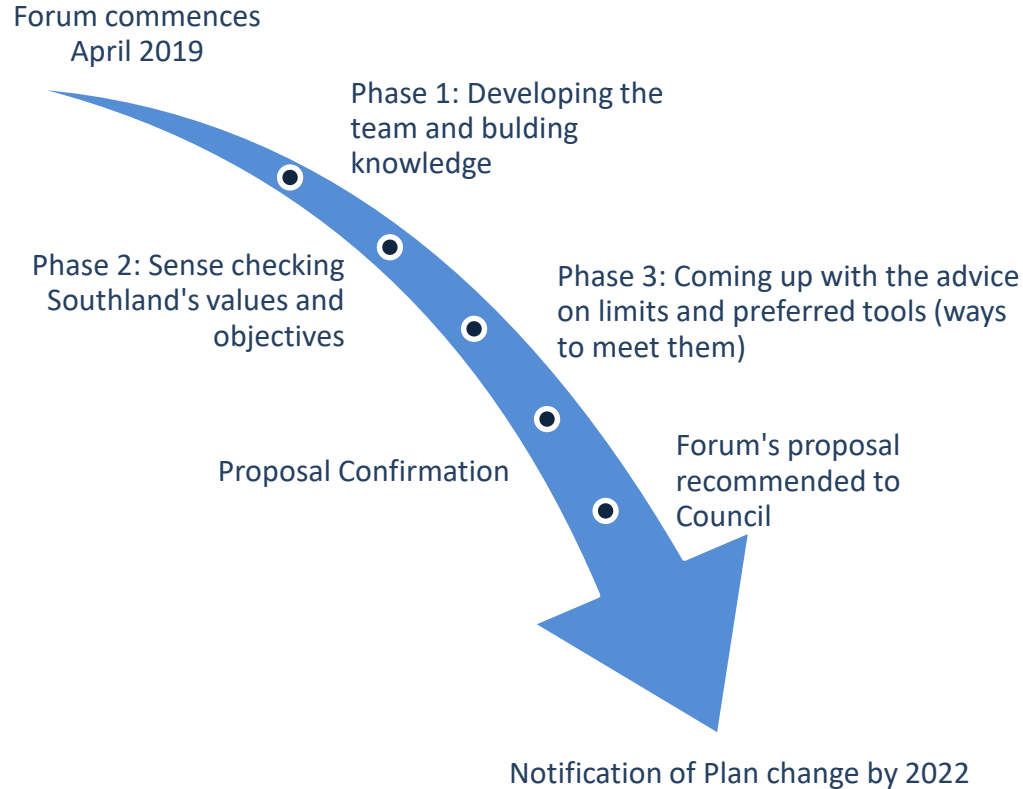 Forum commences
April 2019
Phase 1: Developing the
team and bulding
knowledge
Phase 2: Sense checking
Southland's values and
objectives
Phase 3: Coming up with the advice
on limits and preferred tools (ways
to meet them)
Proposal Confirmation
Forum's proposal
recommended to
Council
Notification of Plan change by 2022